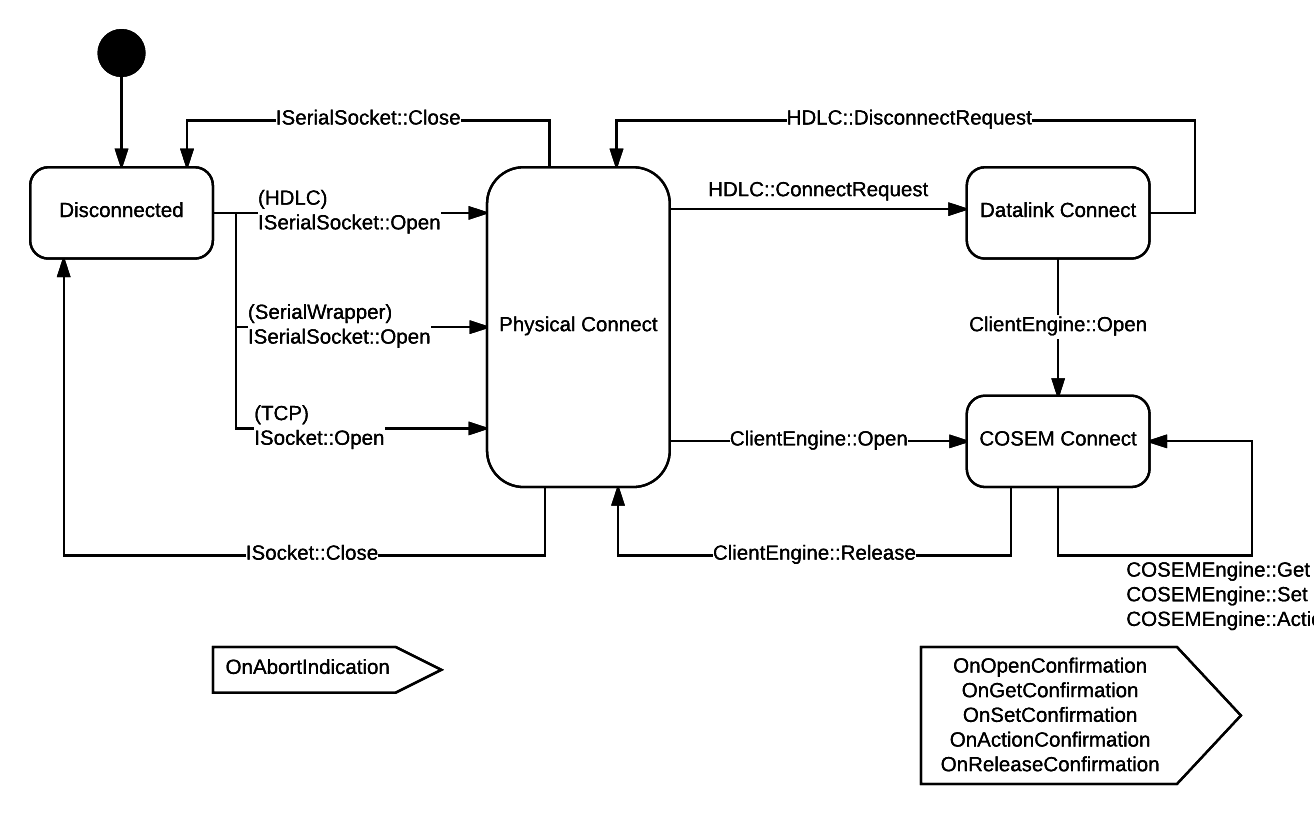 ISerialSocket::Close
HDLC::DisconnectRequest
Disconnected
(HDLC)
ISerialSocket::Open
HDLC::ConnectRequest
Datalink Connect
(SerialWrapper)
ISerialSocket::Open
Physical Connect
ClientEngine::Open
(TCP)
ISocket::Open
ClientEngine::Open
COSEM Connect
ISocket::Close
ClientEngine::Release
COSEMEngine::Get
COSEMEngine::Set
COSEMEngine::Acti
OnAbortIndication
OnOpenConfirmation
OnGetConfirmation
OnSetConfirmation
OnActionConfirmation
OnReleaseConfirmation